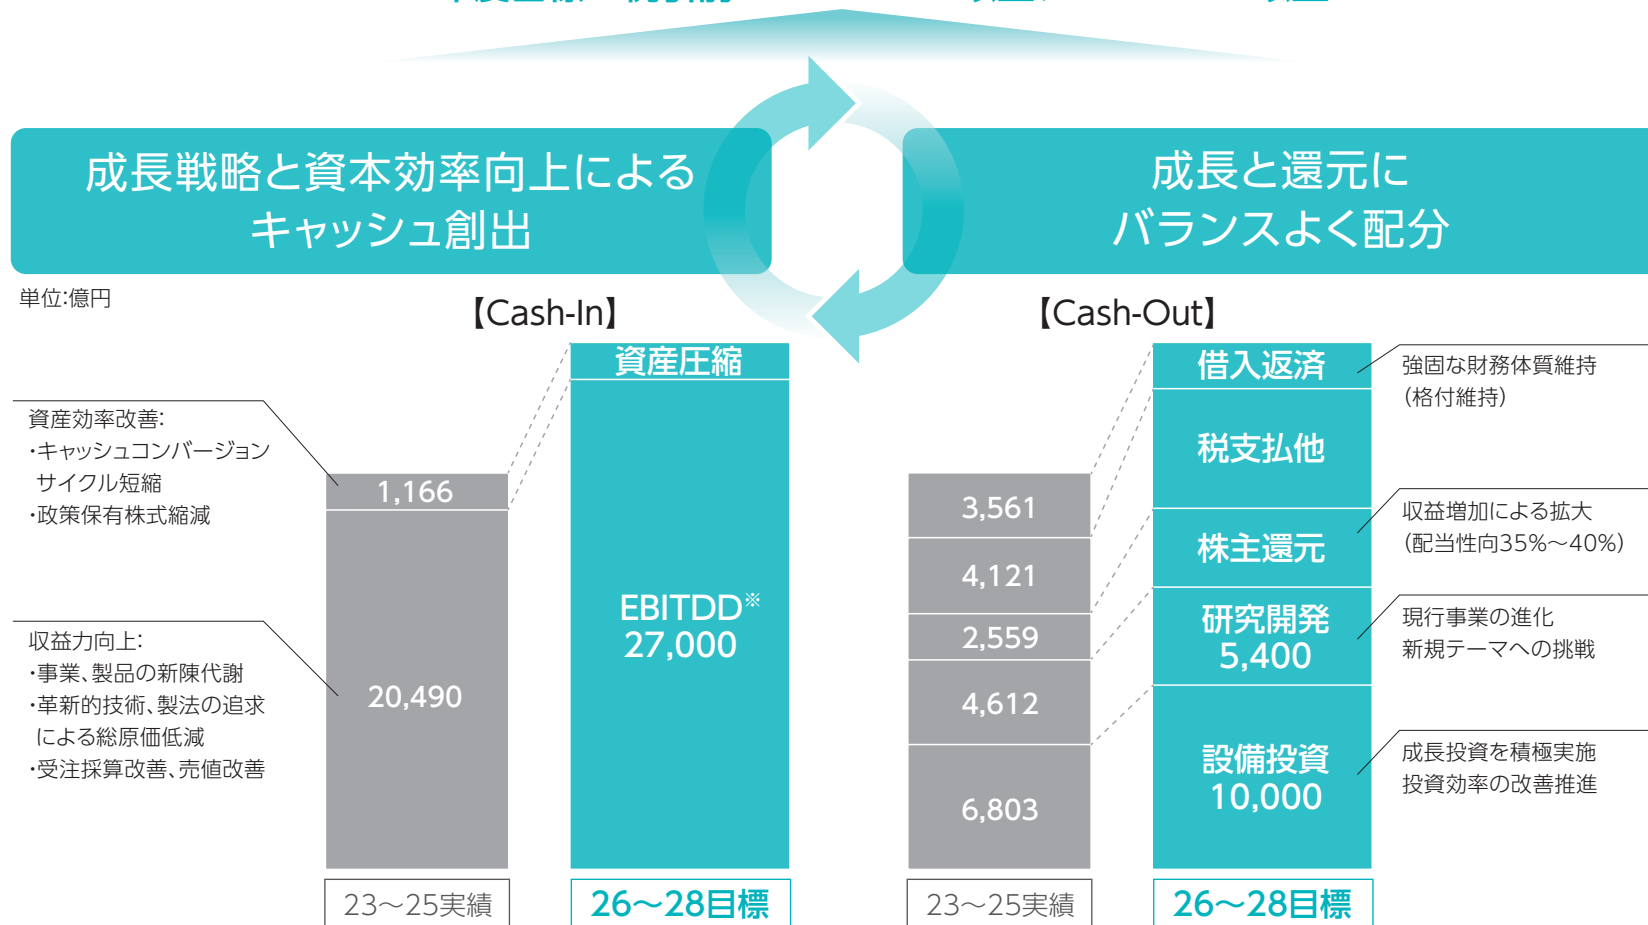 成長戦略と資本効率向上による
キャッシュ創出
成長と還元に
バランスよく配分
単位:億円
【Cash-In】
資産圧縮
資産効率改善:
・キャッシュコンバージョン
サイクル短縮
・政策保有株式縮減
1,166
EBITDD※
27,000
収益力向上:
・事業、製品の新陳代謝
・革新的技術、製法の追求
による総原価低減
・受注採算改善、売値改善
20,490
23～25実績
26～28目標
【Cash-Out】
借入返済
強固な財務体質維持
（格付維持）
税支払他
3,561
株主還元
収益増加による拡大
（配当性向35%～40%）
4,121
研究開発
5,400
現行事業の進化
新規テーマへの挑戦
2,559
4,612
設備投資
10,000
成長投資を積極実施
投資効率の改善推進
6,803
23～25実績
26～28目標